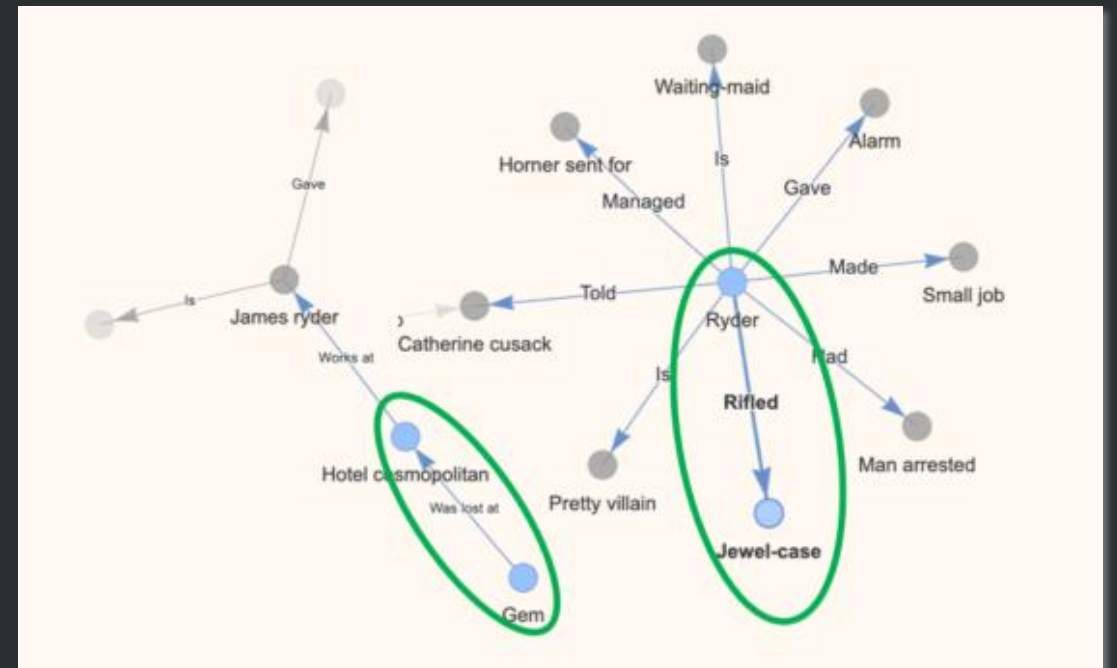 Waiting-maid
Alarm
Horner sent for
Is
Gave
Gave
Managed
Made
Told
Small job
Is
James ryder
Ryder
Catherine cusack
Works at
Had
Is
Rifled
Hotel cosmopolitan
Man arrested
Was lost at
Pretty villain
Jewel-case
Gem